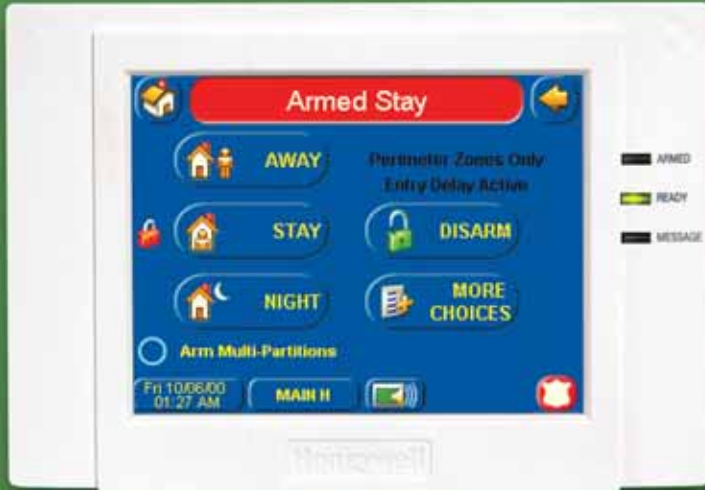 Armed Stay
AWAY
Perimeter Zones Only
Entry Delay Active
STAY
DISARM
NIGHT
MORE
CHOICES
Arm Multi-Partitions
Fri 10/06/00
01:27 AM
MAIN H
ARMED
READY
MESSAGE
Honeywell